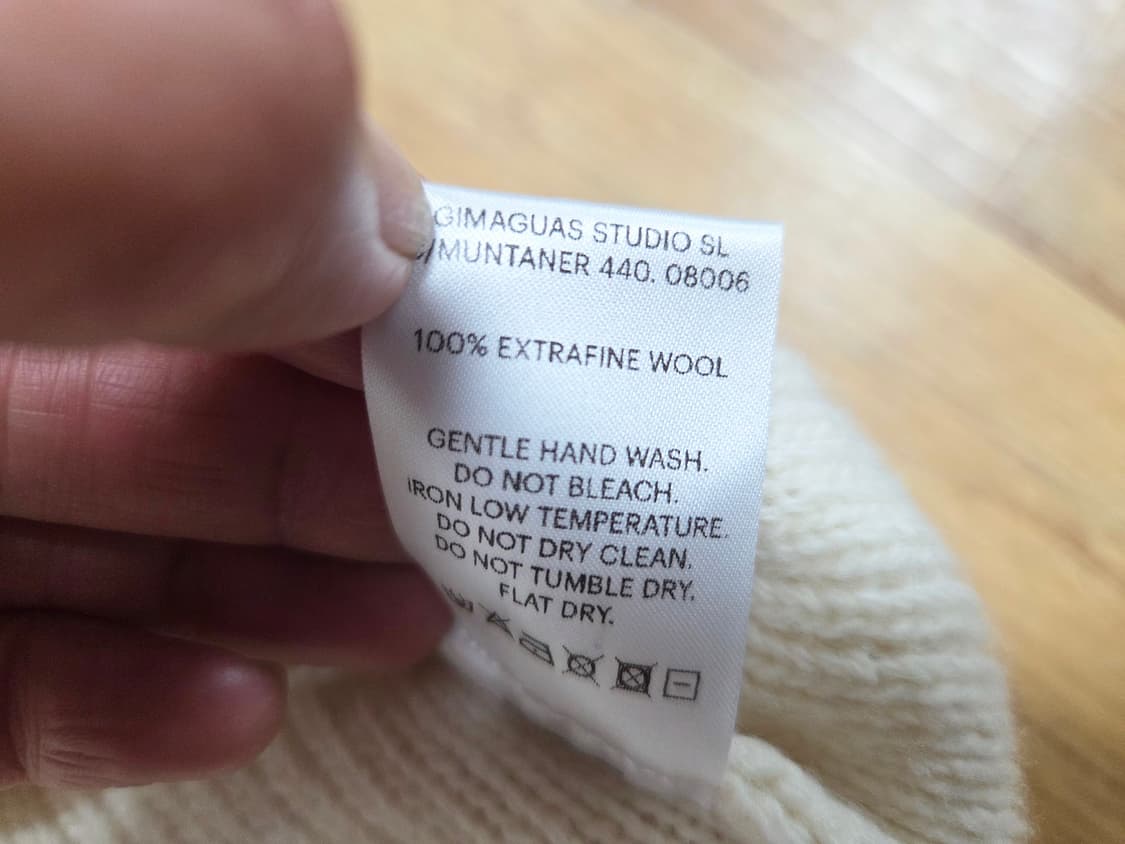 GIMAGUAS STUDIO SL
C/MUNTANER 440. 08006
100% EXTRAFINE WOOL
GENTLE HAND WASH.
DO NOT BLEACH.
IRON LOW TEMPERATURE.
DO NOT DRY CLEAN.
DO NOT TUMBLE DRY.
FLAT DRY.